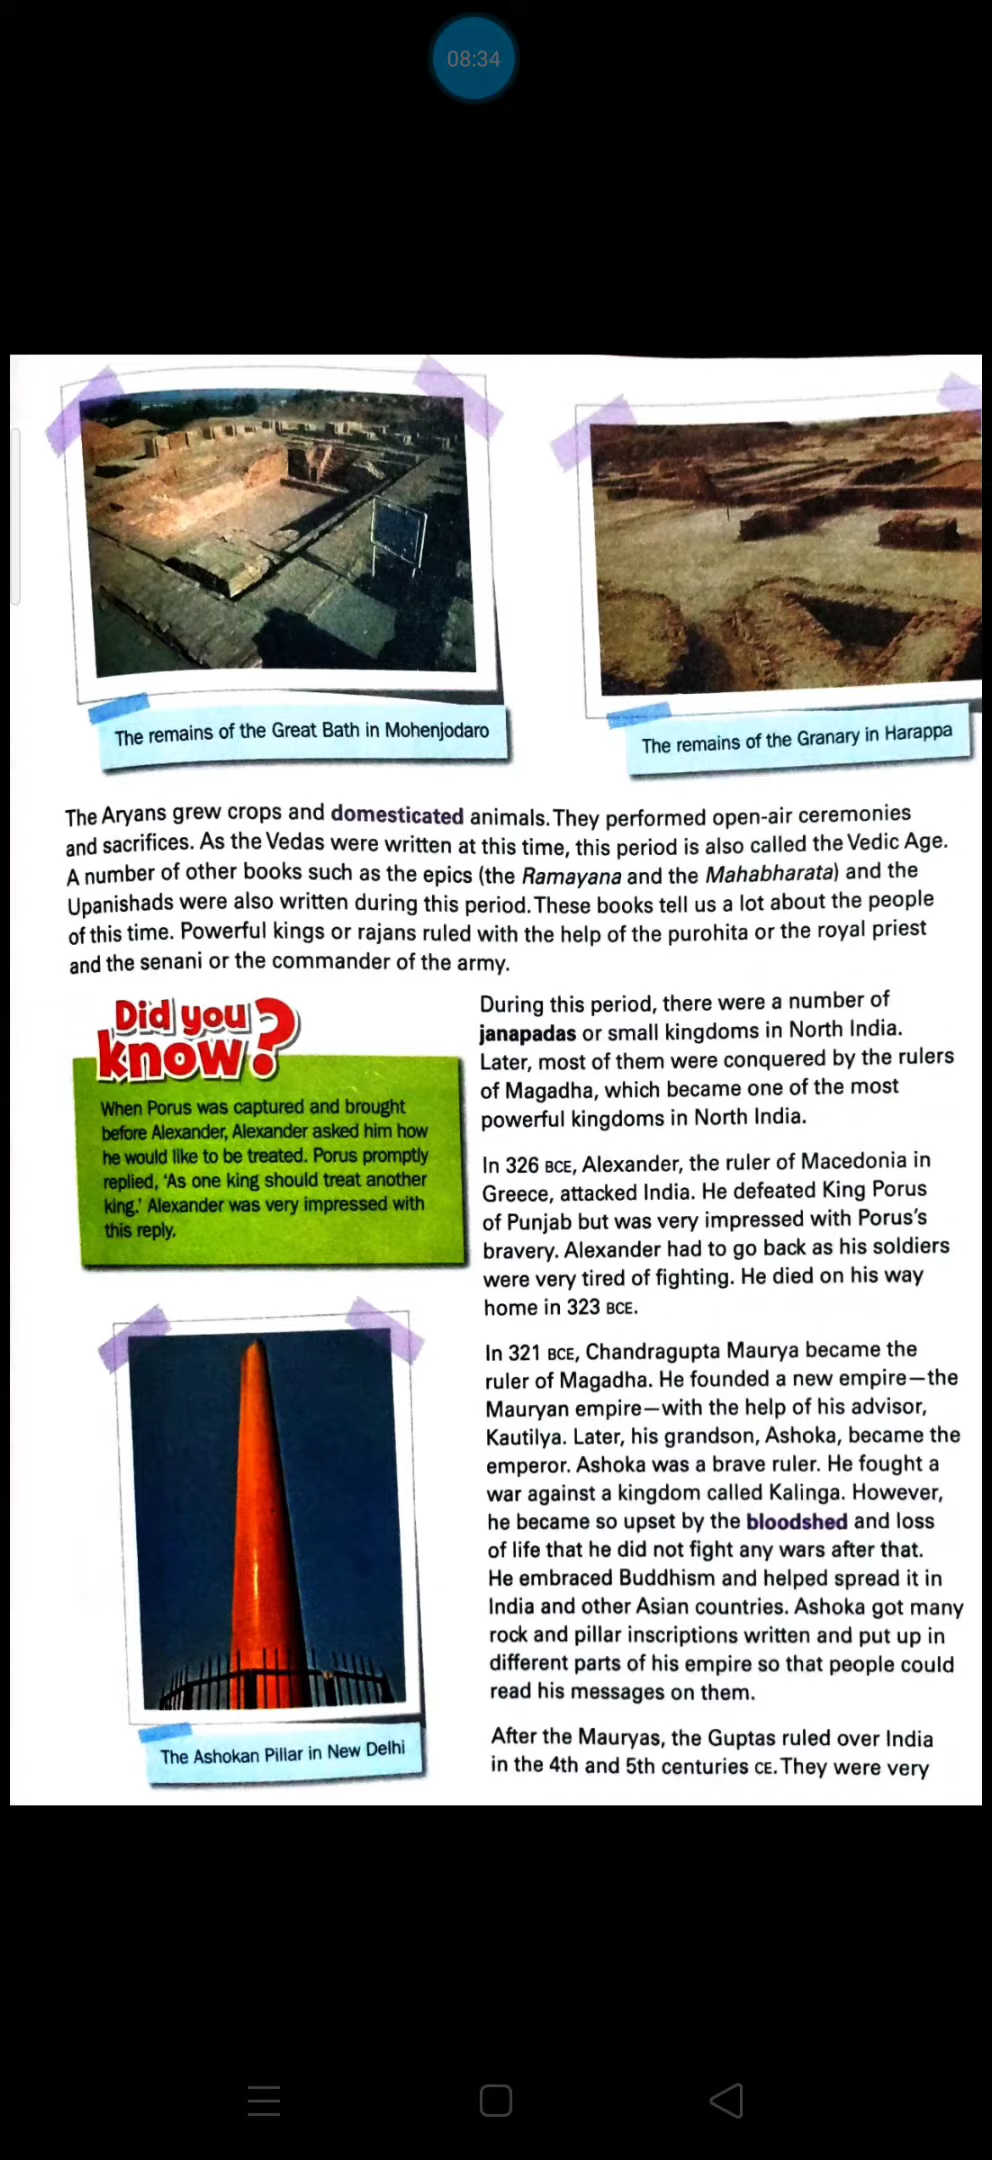 08:34
The remains of the Great Bath in Mohenjodaro
The remains of the Granary in Harappa
The Aryans grew crops and domesticated animals. They performed open-air ceremonies
and sacrifices. As the Vedas were written at this time, this period is also called the Vedic Age.
A number of other books such as the epics (the Ramayana and the Mahabharata) and the
Upanishads were also written during this period. These books tell us a lot about the people
of this time. Powerful kings or rajans ruled with the help of the purohita or the royal priest
and the senani or the commander of the army.
Did you
know?
When Porus was captured and brought
before Alexander, Alexander asked him how
he would like to be treated. Porus promptly
replied, 'As one king should treat another
king.' Alexander was very impressed with
this reply.
The Ashokan Pillar in New Delhi
During this period, there were a number of
janapadas or small kingdoms in North India.
Later, most of them were conquered by the rulers
of Magadha, which became one of the most
powerful kingdoms in North India.
In 326 BCE, Alexander, the ruler of Macedonia in
Greece, attacked India. He defeated King Porus
of Punjab but was very impressed with Porus's
bravery. Alexander had to go back as his soldiers
were very tired of fighting. He died on his way
home in 323 BCE.
In 321 BCE, Chandragupta Maurya became the
ruler of Magadha. He founded a new empire—the
Mauryan empire—with the help of his advisor,
Kautilya. Later, his grandson, Ashoka, became the
emperor. Ashoka was a brave ruler. He fought a
war against a kingdom called Kalinga. However,
he became so upset by the bloodshed and loss
of life that he did not fight any wars after that.
He embraced Buddhism and helped spread it in
India and other Asian countries. Ashoka got many
rock and pillar inscriptions written and put up in
different parts of his empire so that people could
read his messages on them.
After the Mauryas, the Guptas ruled over India
in the 4th and 5th centuries CE. They were very